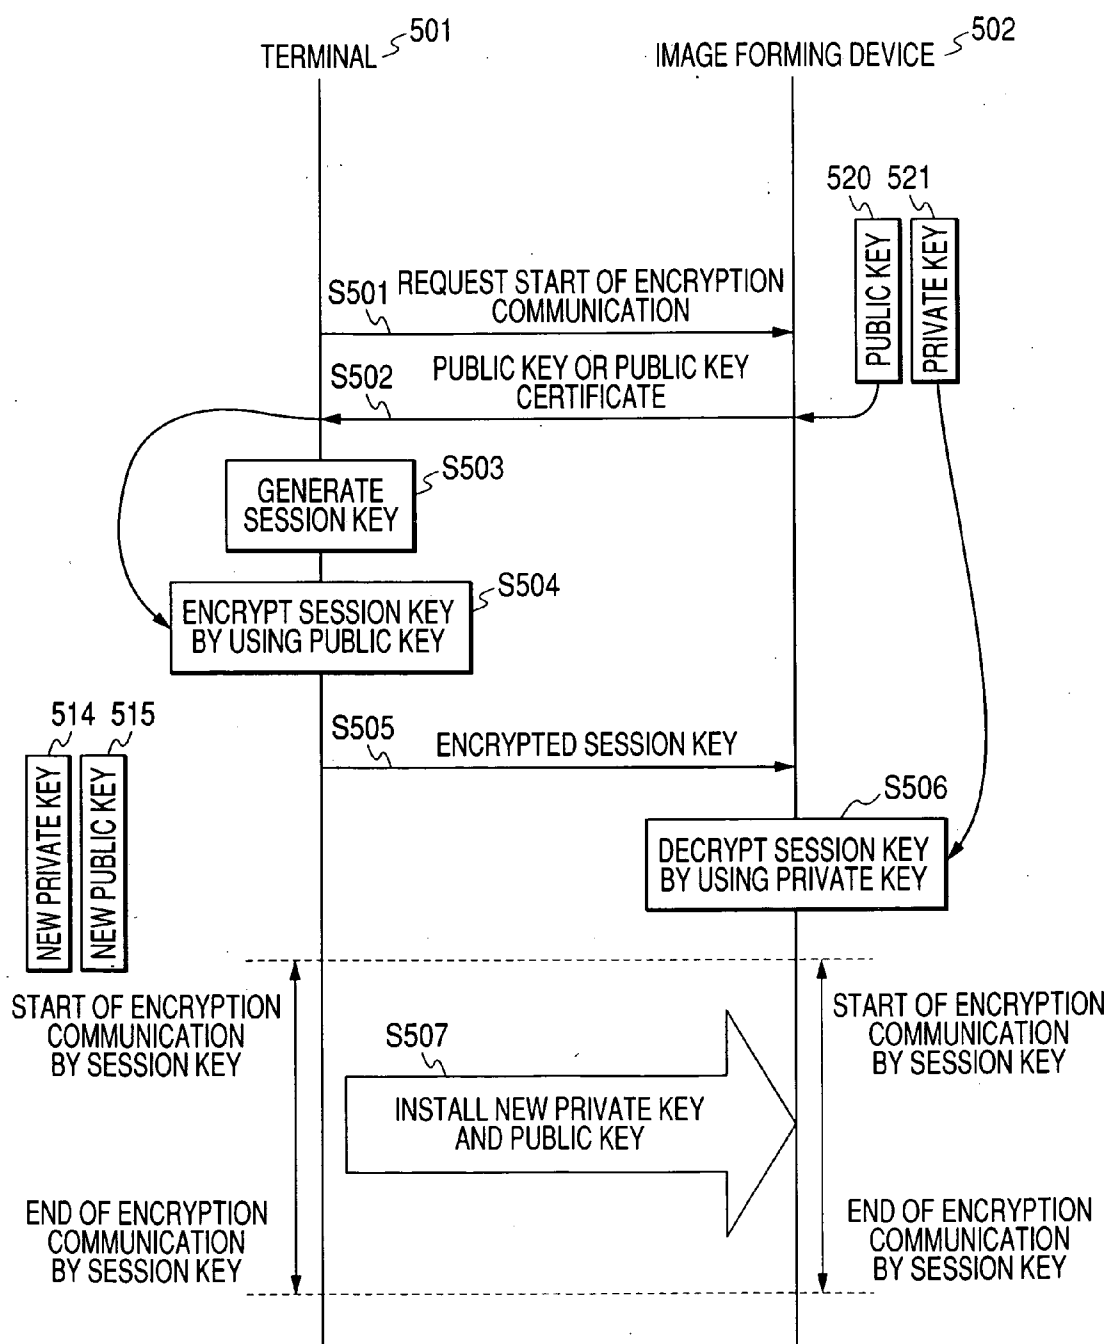 TERMINAL 501
IMAGE FORMING DEVICE 502
520 521
PUBLIC KEY
PRIVATE KEY
S501
REQUEST START OF ENCRYPTION
COMMUNICATION
S502
PUBLIC KEY OR PUBLIC KEY
CERTIFICATE
GENERATE
SESSION KEY
S503
ENCRYPT SESSION KEY
BY USING PUBLIC KEY
S504
514 515
NEW PRIVATE KEY
NEW PUBLIC KEY
S505
ENCRYPTED SESSION KEY
S506
DECRYPT SESSION KEY
BY USING PRIVATE KEY
START OF ENCRYPTION
COMMUNICATION
BY SESSION KEY
START OF ENCRYPTION
COMMUNICATION
BY SESSION KEY
S507
INSTALL NEW PRIVATE KEY
AND PUBLIC KEY
END OF ENCRYPTION
COMMUNICATION
BY SESSION KEY
END OF ENCRYPTION
COMMUNICATION
BY SESSION KEY